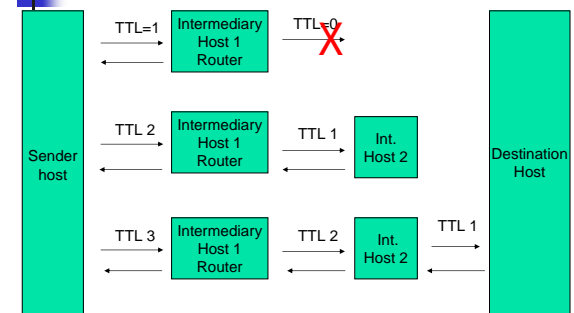 TTL=1
Intermediary
Host 1
Router
TTL=0
X
Sender
host
TTL 2
Intermediary
Host 1
Router
TTL 1
Int.
Host 2
Destination
Host
TTL 3
Intermediary
Host 1
Router
TTL 2
Int.
Host 2
TTL 1